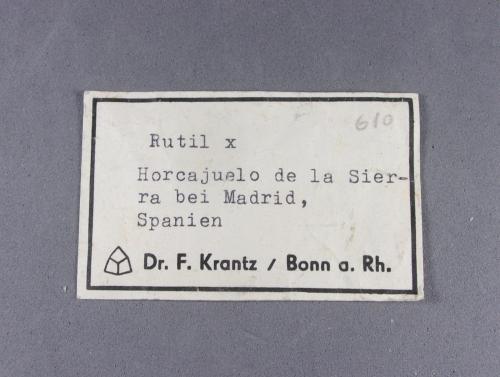 610
Rutil x
Horcajuelo de la Sier-
ra bei Madrid,
Spanien
Dr. F. Krantz / Bonn a. Rh.